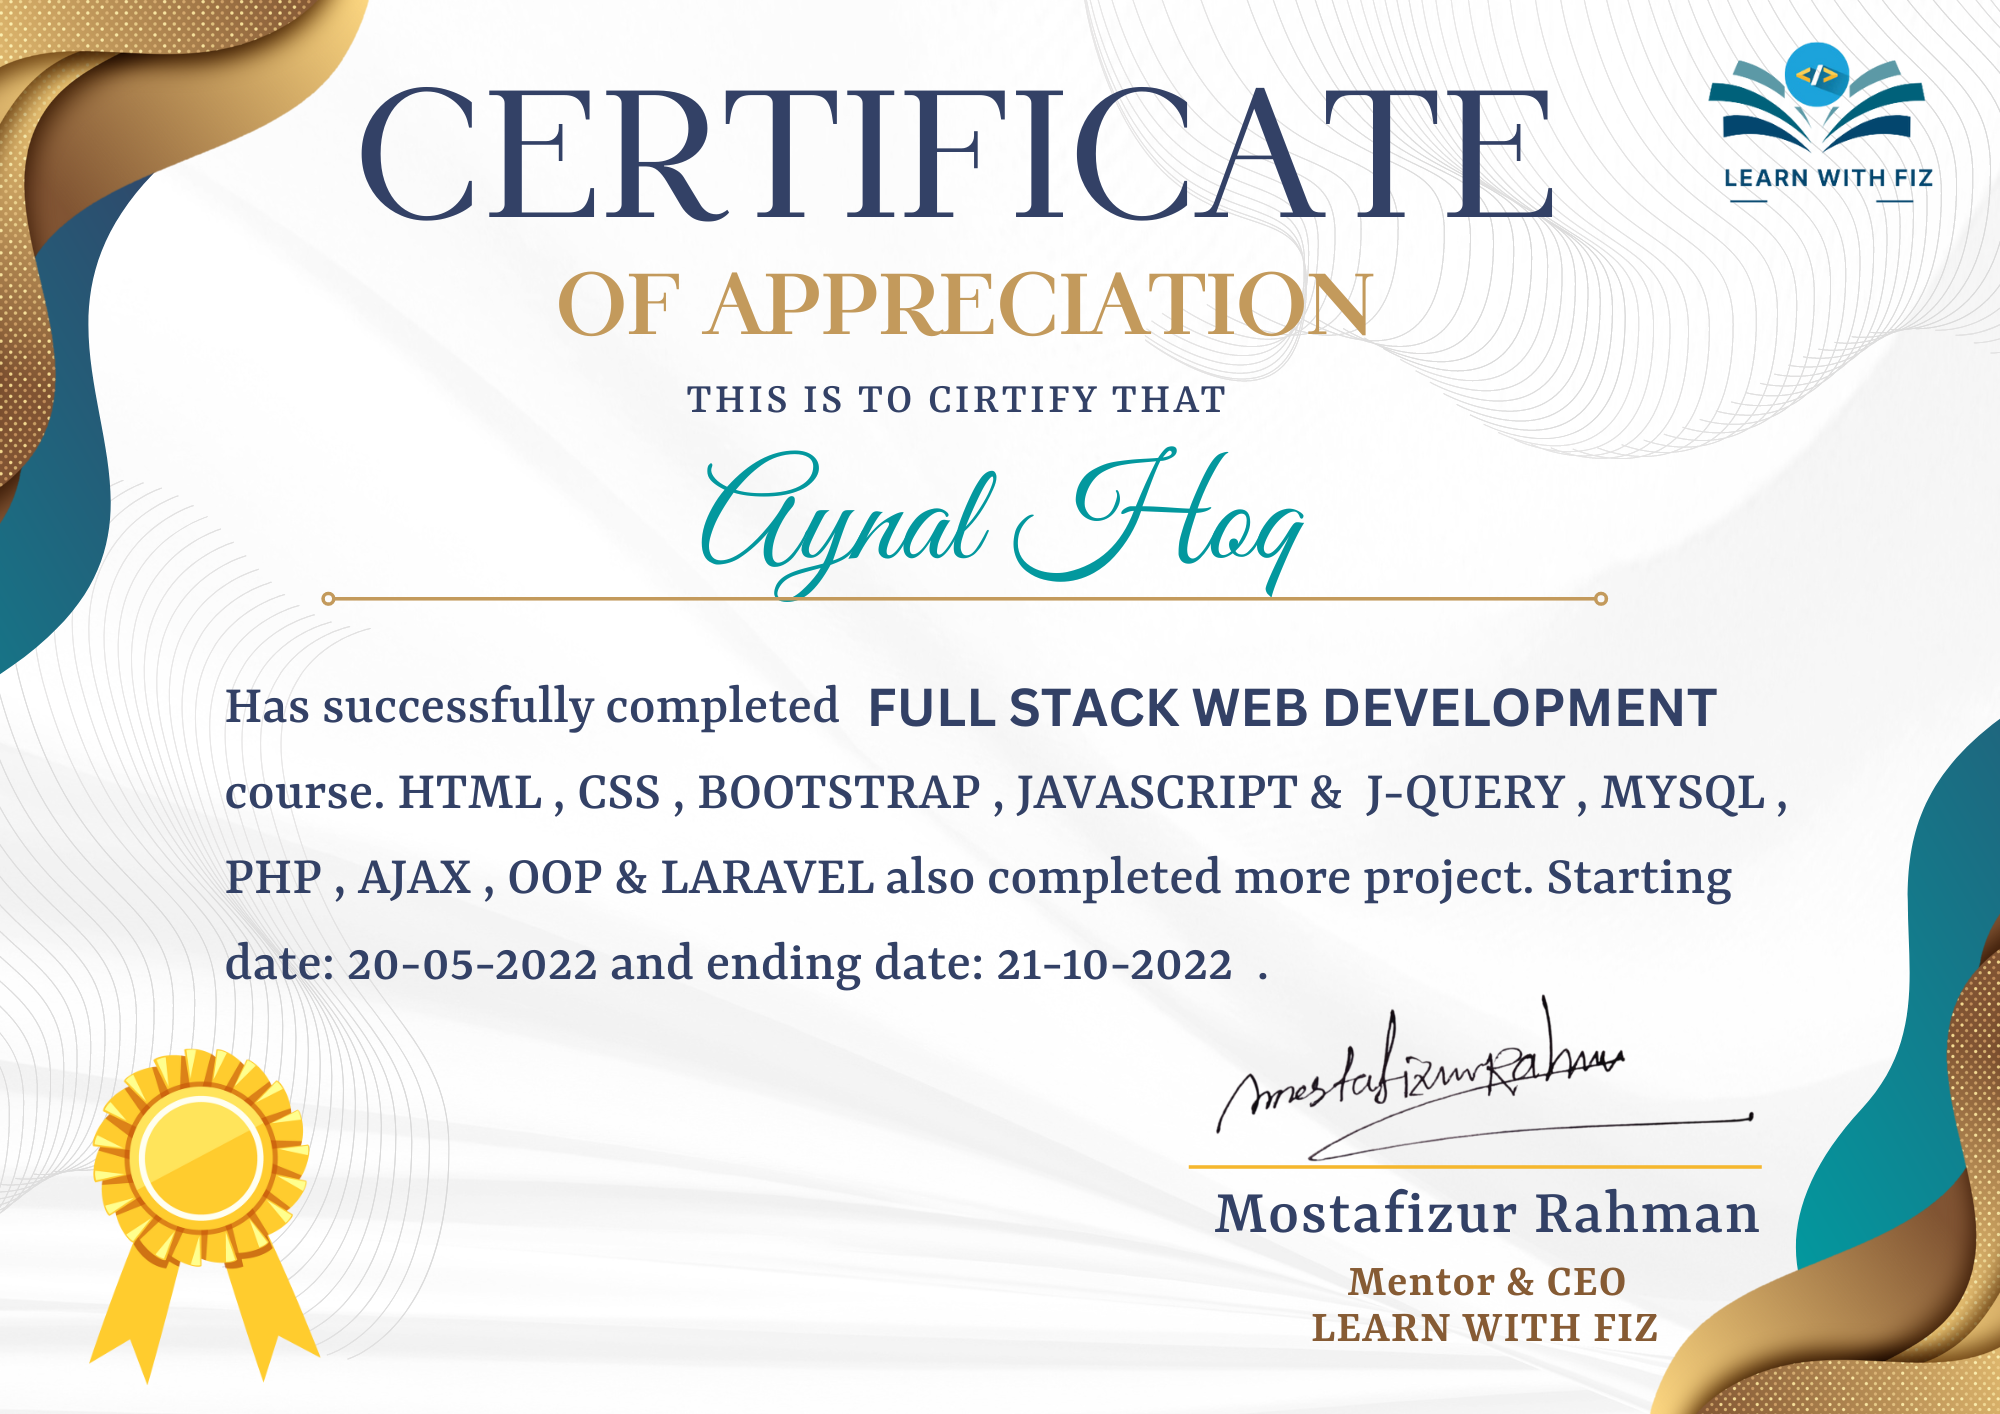 CERTIFICATE
</>
LEARN WITH FIZ
OF APPRECIATION
THIS IS TO CIRTIFY THAT
Aynal Hoq
Has successfully completed FULL STACK WEB DEVELOPMENT
course. HTML , CSS , BOOTSTRAP , JAVASCRIPT & J-QUERY , MYSQL ,
PHP , AJAX , OOP & LARAVEL also completed more project. Starting
date: 20-05-2022 and ending date: 21-10-2022 .
MostafizurRahman
Mostafizur Rahman
Mentor & CEO
LEARN WITH FIZ